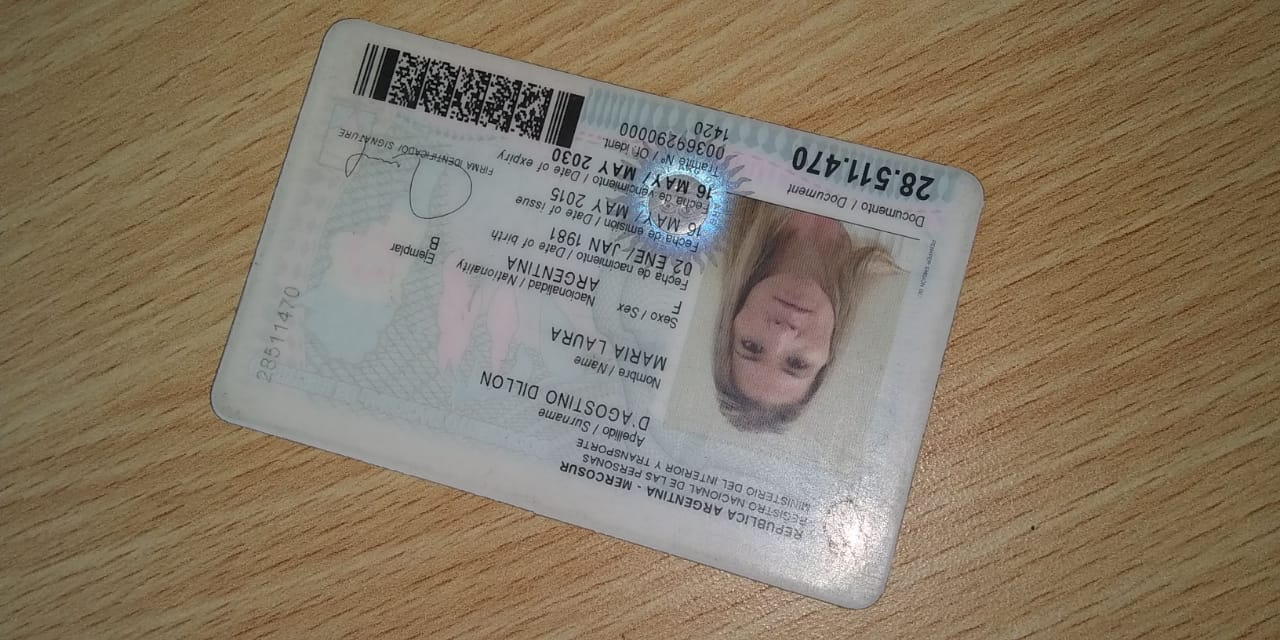 REPUBLICA ARGENTINA - MERCOSUR
REGISTRO NACIONAL DE LAS PERSONAS
MINISTERIO DEL INTERIOR Y TRANSPORTE
Apellido / Surname
D'AGOSTINO DILLON
Nombre / Name
MARIA LAURA
Sexo / Sex
F
Nacionalidad / Nationality
ARGENTINA
Ejemplar
B
Fecha de nacimiento / Date of birth
02 ENE/ JAN 1981
Fecha de emisión / Date of issue
16 MAY/ MAY 2015
Fecha de vencimiento / Date of expiry
16 MAY/ MAY 2030
FIRMA IDENTIFICADO/ SIGNATURE
Documento / Document
28.511.470
Tramite N° / Of. ident.
00369290000
1420
28511470